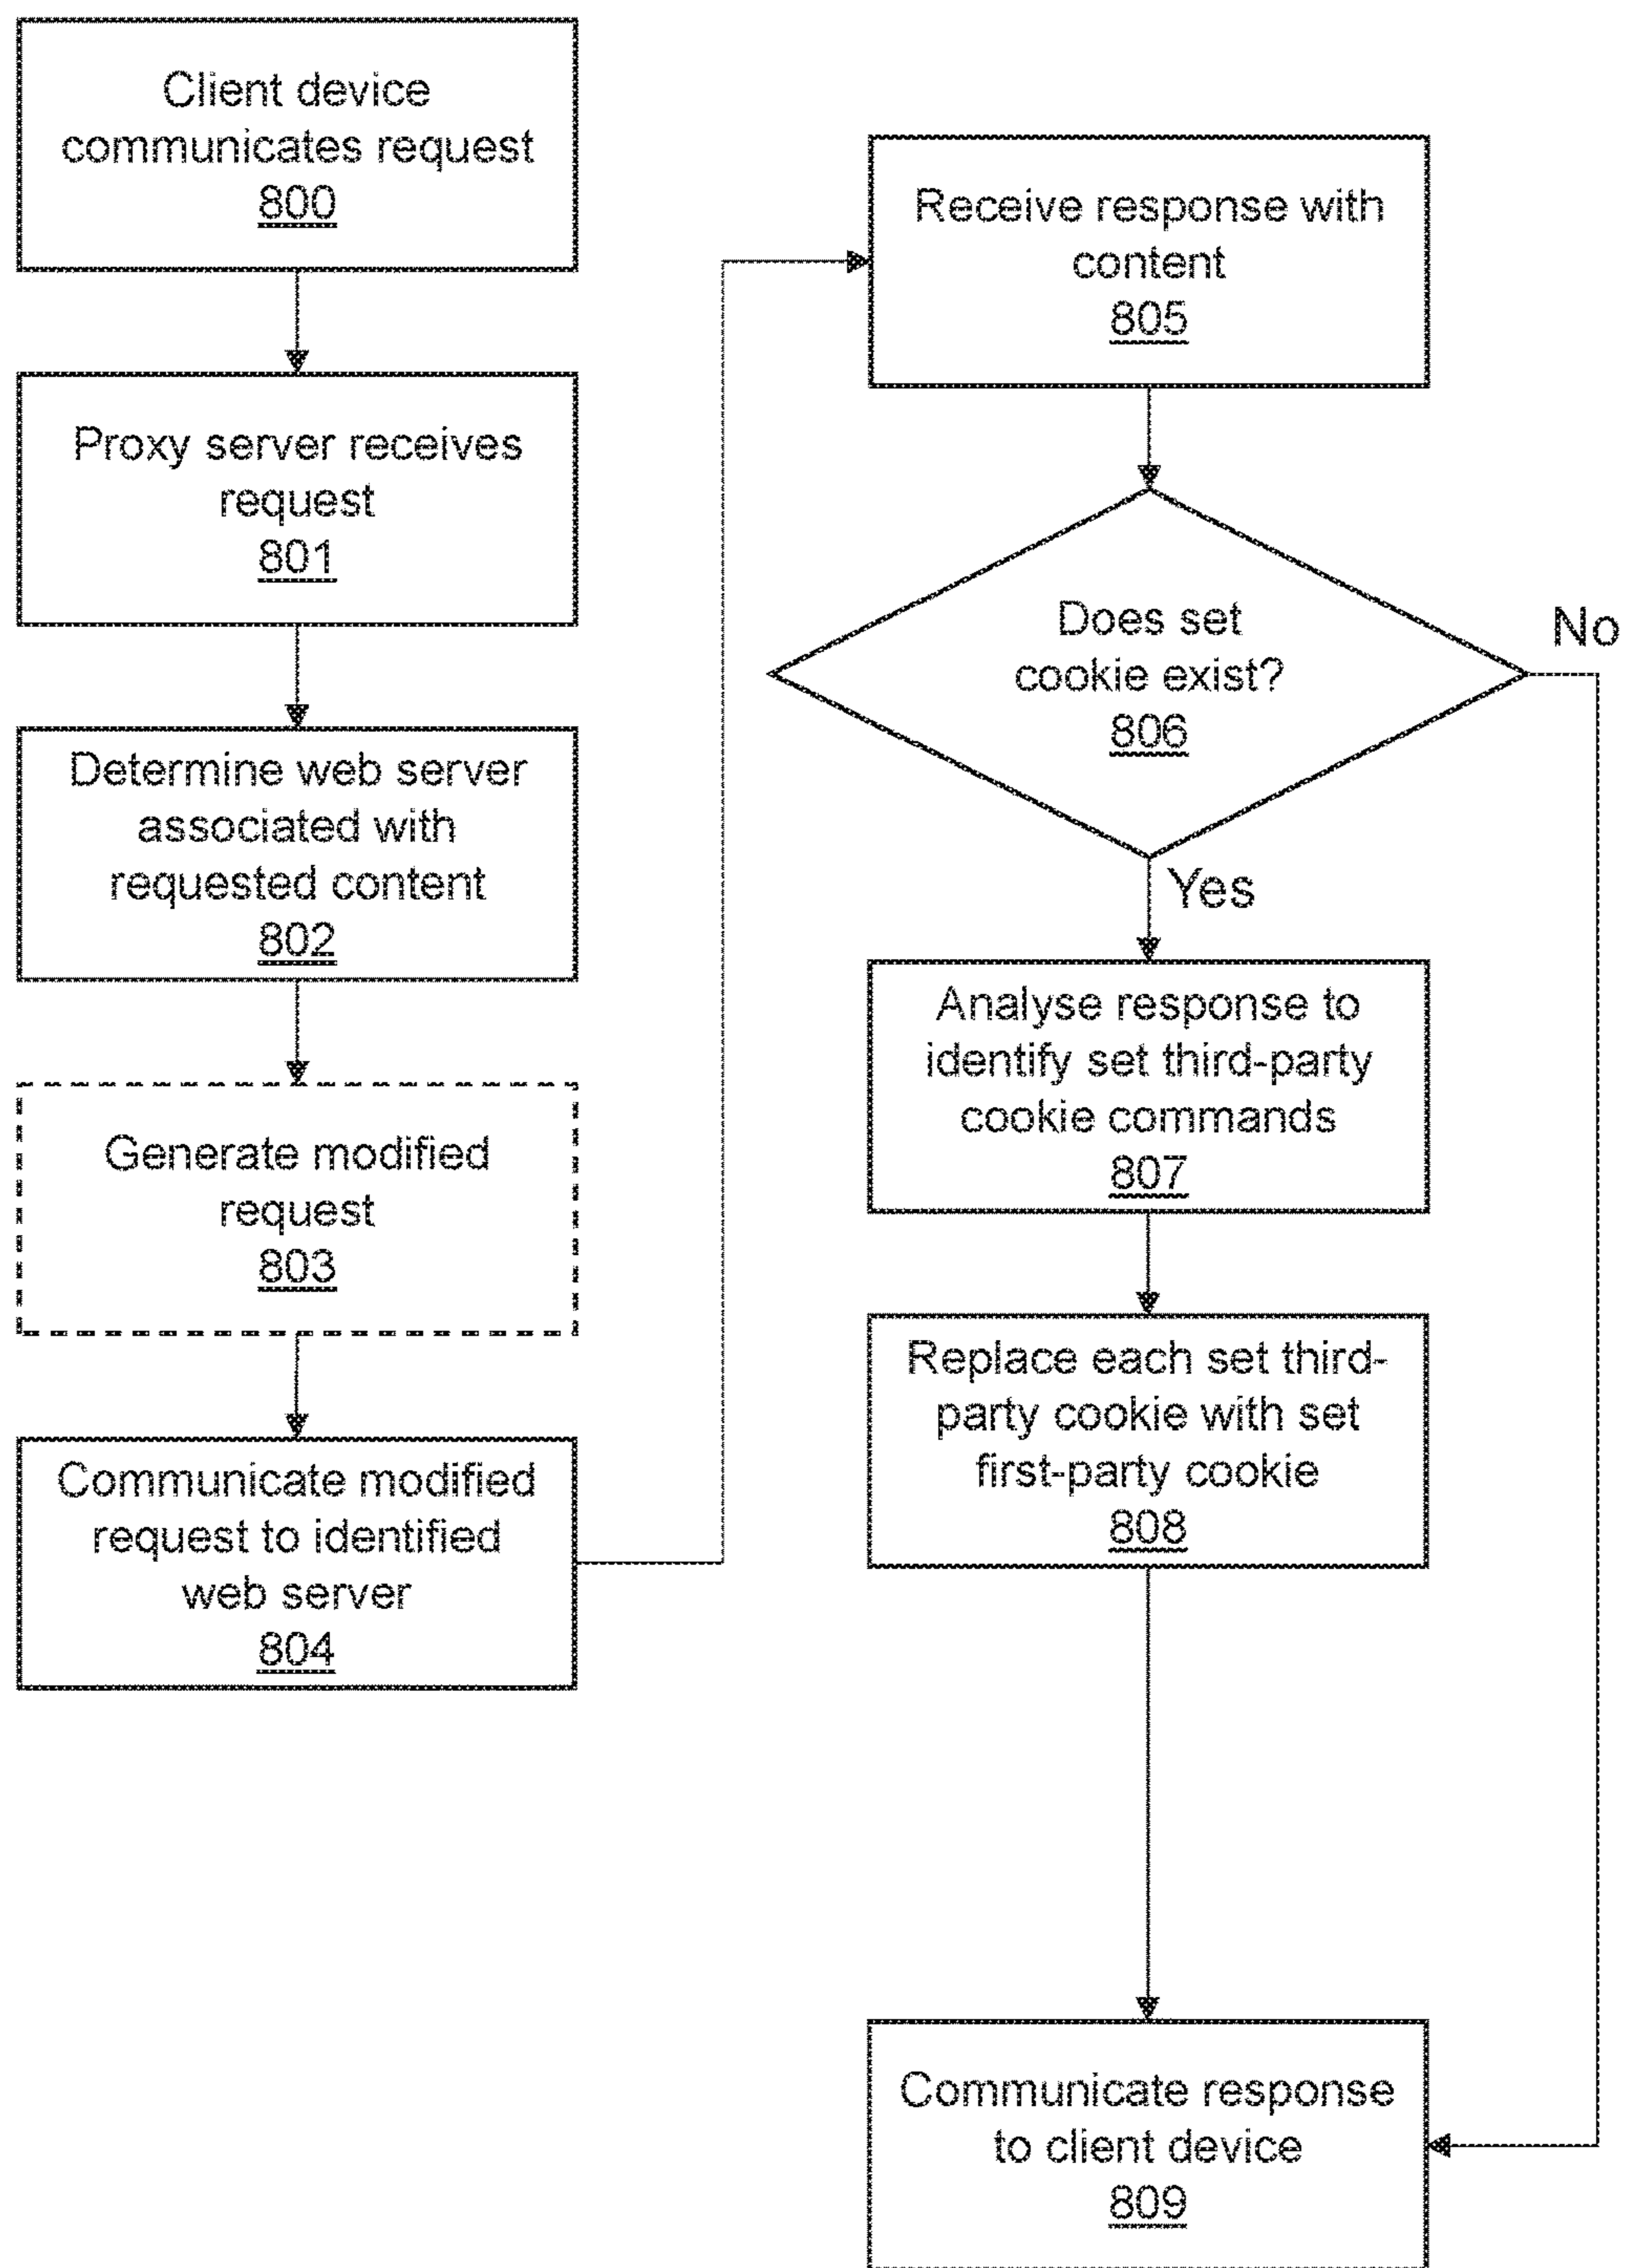 Client device
communicates request
800
Proxy server receives
request
801
Determine web server
associated with
requested content
802
Generate modified
request
803
Communicate modified
request to identified
web server
804
Receive response with
content
805
Does set
cookie exist?
806
No
Yes
Analyse response to
identify set third-party
cookie commands
807
Replace each set third-
party cookie with set
first-party cookie
808
Communicate response
to client device
809